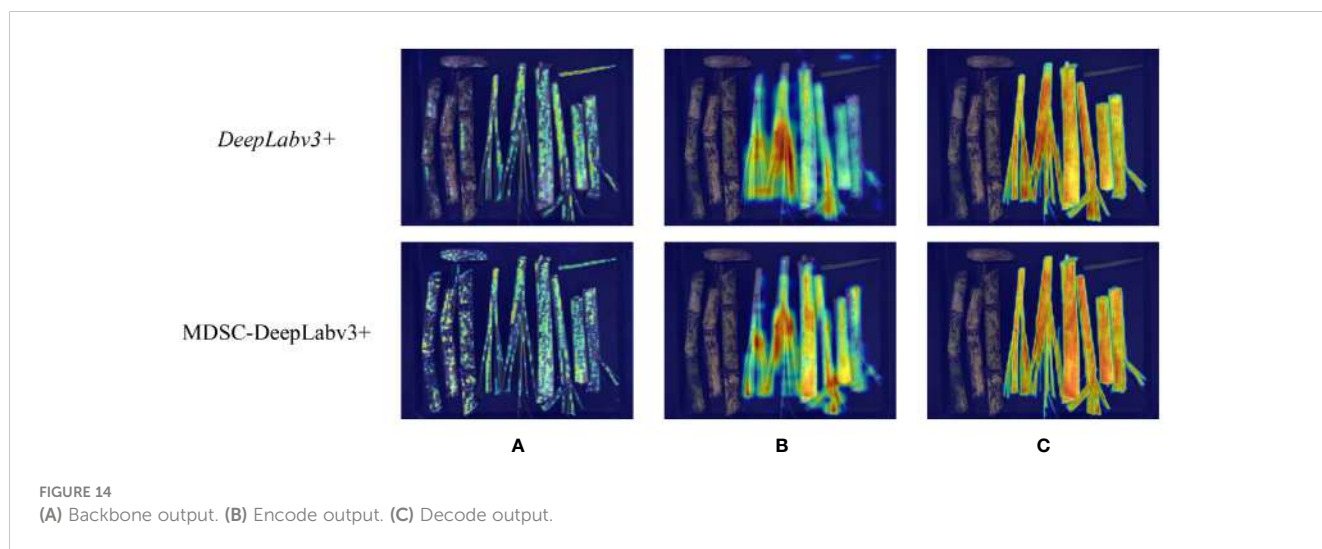 DeepLabv3+
MDSC-DeepLabv3+
A B C
FIGURE 14
(A) Backbone output. (B) Encode output. (C) Decode output.